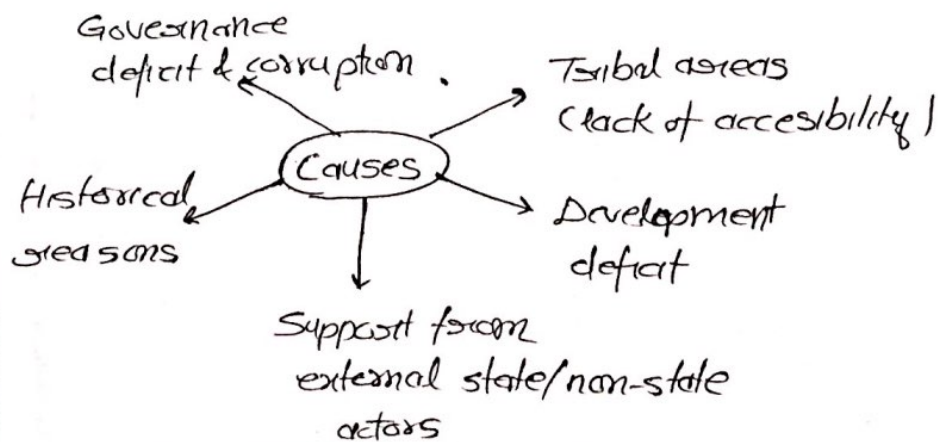 Governance
deficit & corruption.
Tribal areas
(lack of accesibility)
Causes
Historical
reasons
Development
deficit
Support from
external state/non-state
actors